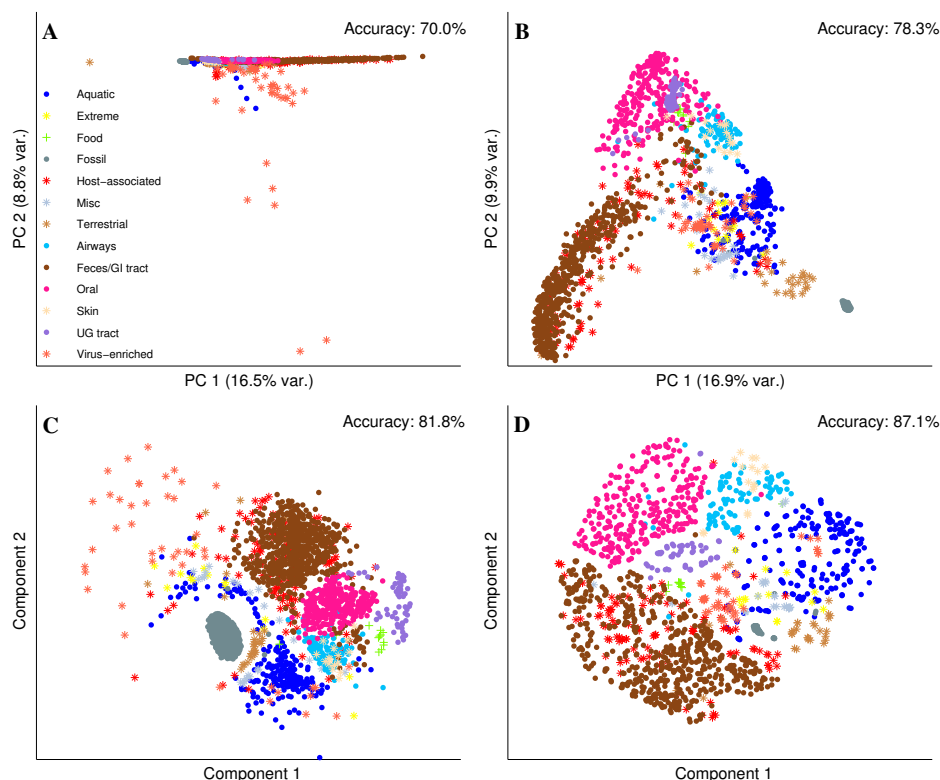 A
Accuracy: 70.0%
Aquatic
Extreme
Food
Fossil
Host−associated
Misc
Terrestrial
Airways
Feces/GI tract
Oral
Skin
UG tract
Virus−enriched
PC 2 (8.8% var.)
PC 1 (16.5% var.)
B
Accuracy: 78.3%
PC 2 (9.9% var.)
PC 1 (16.9% var.)
C
Accuracy: 81.8%
Component 2
Component 1
D
Accuracy: 87.1%
Component 2
Component 1